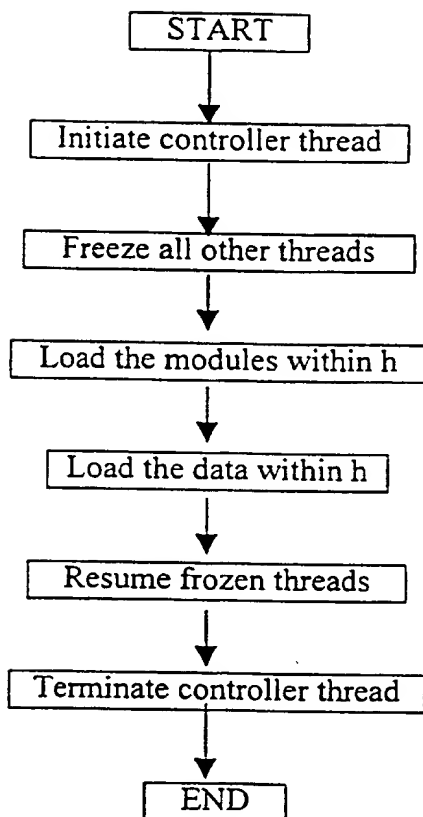 START
Initiate controller thread
Freeze all other threads
Load the modules within h
Load the data within h
Resume frozen threads
Terminate controller thread
END